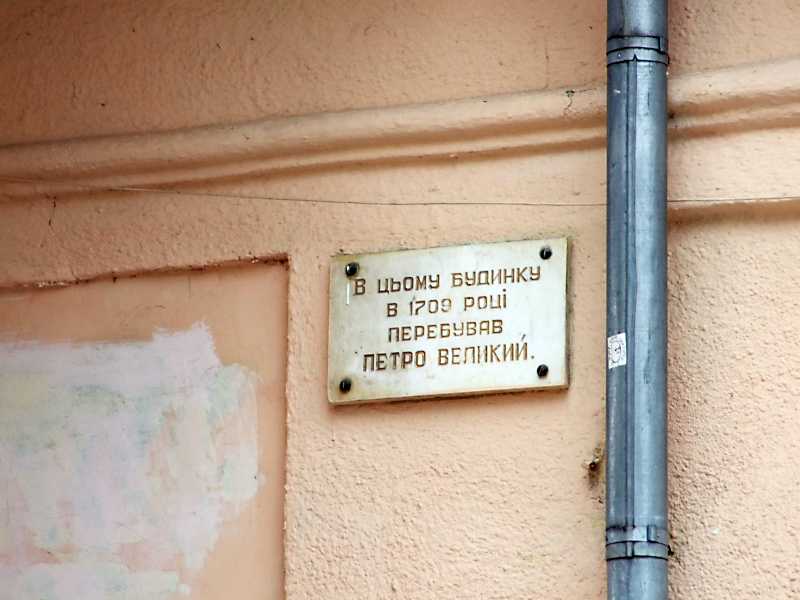 В ЦЬОМУ БУДИНКУ
В 1709 РОЦІ
ПЕРЕБУВАВ
ПЕТРО ВЕЛИКИЙ.